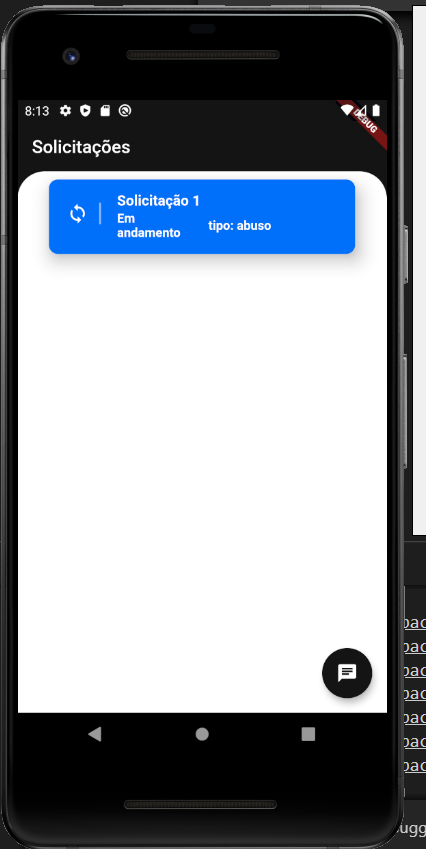 8:13
DEBUG
Solicitações
Solicitação 1
Em
andamento
tipo: abuso
pac
pac
pac
pac
pac
pac
pac
ugg